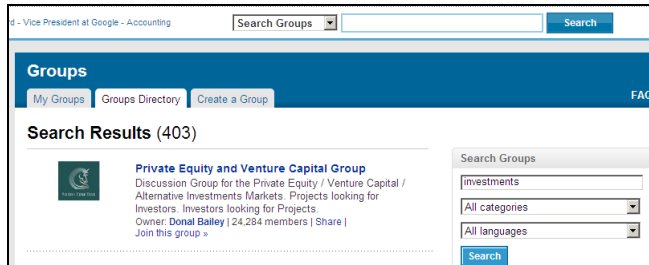 rd - Vice President at Google - Accounting
Search Groups
Search
Groups
My Groups
Groups Directory
Create a Group
FAQ
Search Results (403)
Private Equity and Venture Capital Group
Discussion Group for the Private Equity / Venture Capital /
Alternative Investments Markets. Projects looking for
Investors. Investors looking for Projects.
Owner: Donal Bailey | 24,284 members | Share |
Join this group »
Search Groups
investments
All categories
All languages
Search